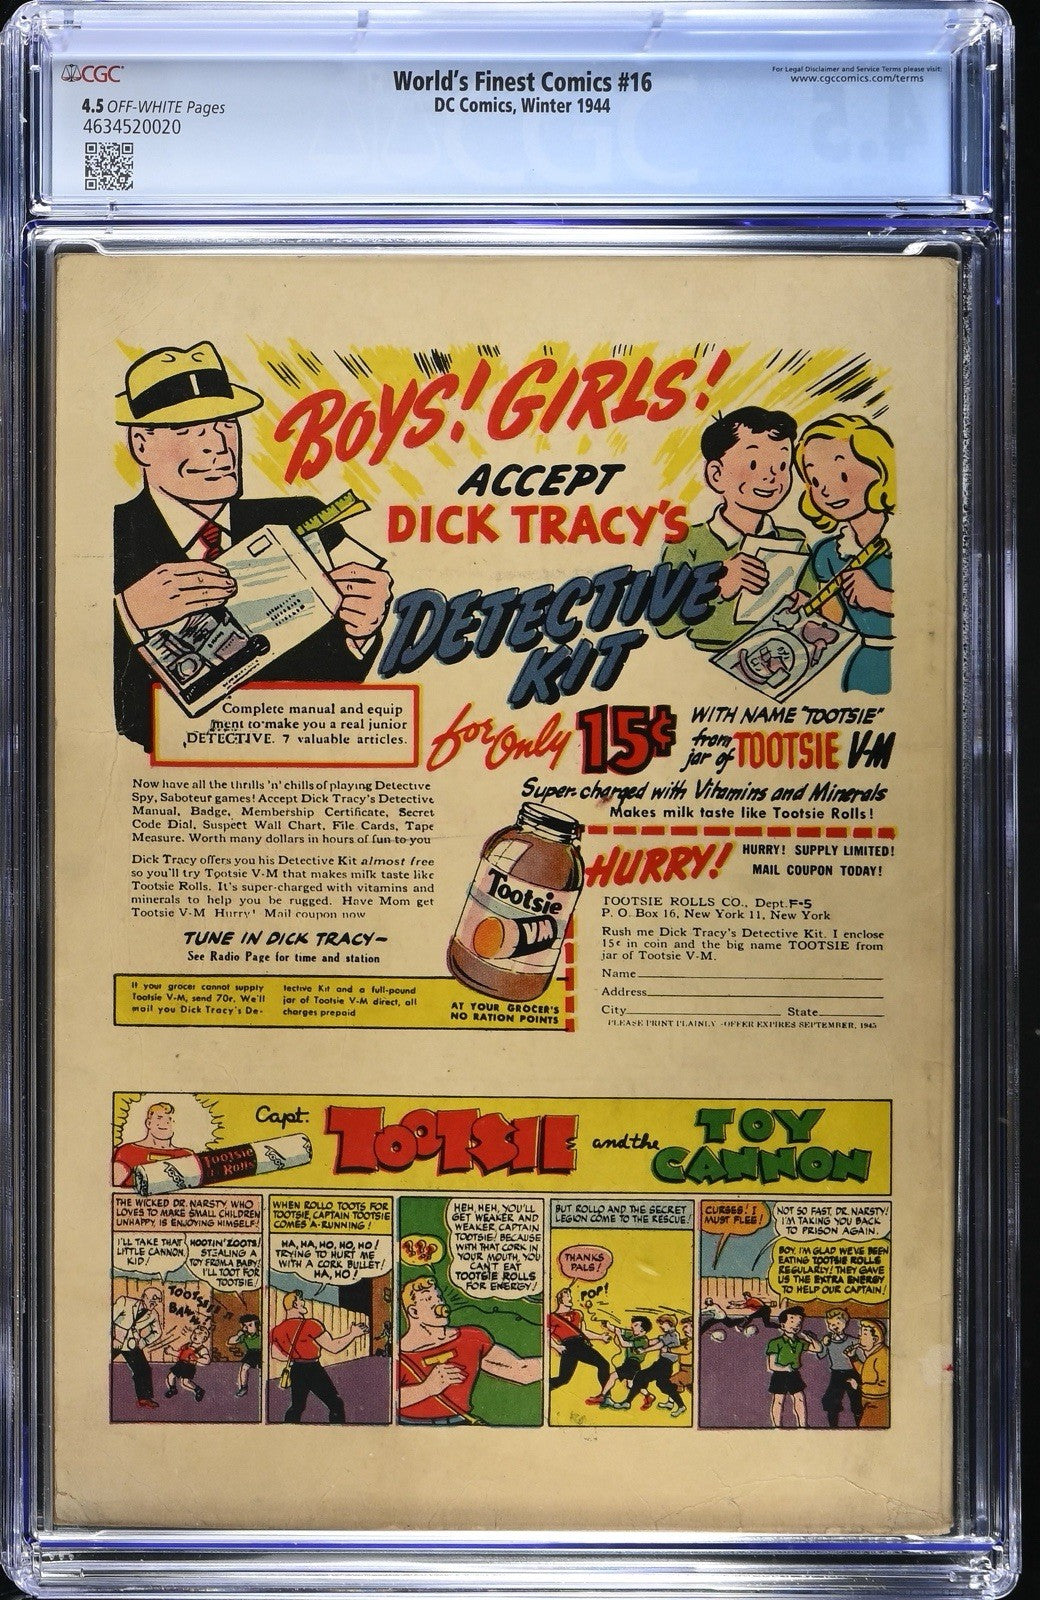 CGC
World's Finest Comics #16
DC Comics, Winter 1944
For Legal Disclaimer and Service Terms please visit:
www.cgccomics.com/terms
4.5 OFF-WHITE Pages
4634520020
BOYS! GIRLS!
ACCEPT
DICK TRACY'S
DETECTIVE
KIT
Complete manual and equip
ment to make you a real junior
DETECTIVE. 7 valuable articles.
for Only 15¢
WITH NAME "TOOTSIE"
from
jar of TOOTSIE V-M
Super-charged with Vitamins and Minerals
Makes milk taste like Tootsie Rolls!
Now have all the thrills 'n' chills of playing Detective
Spy, Saboteur games! Accept Dick Tracy's Detective
Manual, Badge, Membership Certificate, Secret
Code Dial, Suspect Wall Chart, File Cards, Tape
Measure. Worth many dollars in hours of fun to you
Dick Tracy offers you his Detective Kit almost free
so you'll try Tootsie V-M that makes milk taste like
Tootsie Rolls. It's super-charged with vitamins and
minerals to help you be rugged. Have Mom get
Tootsie V-M Hurry! Mail coupon now
TUNE IN DICK TRACY—
See Radio Page for time and station
If your grocer cannot supply
Tootsie V-M, send 70¢. We'll
mail you Dick Tracy's De-
tective Kit and a full-pound
jar of Tootsie V-M direct, all
charges prepaid
Tootsie
VM
AT YOUR GROCER'S
NO RATION POINTS
HURRY!
HURRY! SUPPLY LIMITED!
MAIL COUPON TODAY!
TOOTSIE ROLLS CO., Dept. F-5
P. O. Box 16, New York 11, New York
Rush me Dick Tracy's Detective Kit. I enclose
15¢ in coin and the big name TOOTSIE from
jar of Tootsie V-M.
Name
Address
City State
PLEASE PRINT PLAINLY -OFFER EXPIRES SEPTEMBER, 1945
Capt. TOOTSIE and the TOY
CANNON
Tootsie
Rolls
THE WICKED DR. NARSTY WHO
LOVES TO MAKE SMALL CHILDREN
UNHAPPY, IS ENJOYING HIMSELF!
I'LL TAKE THAT
LITTLE CANNON,
KID!
HOOTIN' ZOOTS!
STEALING A
TOY FROM A BABY!
I'LL TOOT FOR
TOOTSIE!
BAW
WHEN ROLLO TOOTS FOR
TOOTSIE, CAPTAIN TOOTSIE
COMES A-RUNNING!
HA, HA, HO, HO, HO!
TRYING TO HURT ME
WITH A CORK BULLET!
HA, HO!
???
HEH, HEH, YOU'LL
GET WEAKER AND
WEAKER, CAPTAIN
TOOTSIE! BECAUSE
WITH THAT CORK IN
YOUR MOUTH, YOU
CAN'T EAT
TOOTSIE ROLLS
FOR ENERGY!
BUT ROLLO AND THE SECRET
LEGION COME TO THE RESCUE!
THANKS
PALS!
POP!
CURSES! I
MUST FLEE!
NOT SO FAST, DR. NARSTY!
I'M TAKING YOU BACK
TO PRISON AGAIN.
BOY, I'M GLAD WE'VE BEEN
EATING TOOTSIE ROLLS
REGULARLY! THEY GAVE
US THE EXTRA ENERGY
TO HELP OUR CAPTAIN!